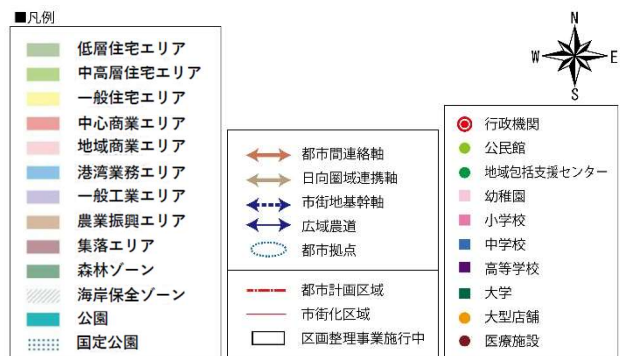 ■凡例
低層住宅エリア
中高層住宅エリア
一般住宅エリア
中心商業エリア
地域商業エリア
港湾業務エリア
一般工業エリア
農業振興エリア
集落エリア
森林ゾーン
海岸保全ゾーン
公園
国定公園
都市間連絡軸
日向圏域連携軸
市街地基幹軸
広域農道
都市拠点
都市計画区域
市街化区域
区画整理事業施行中
N
W
E
S
行政機関
公民館
地域包括支援センター
幼稚園
小学校
中学校
高等学校
大学
大型店舗
医療施設